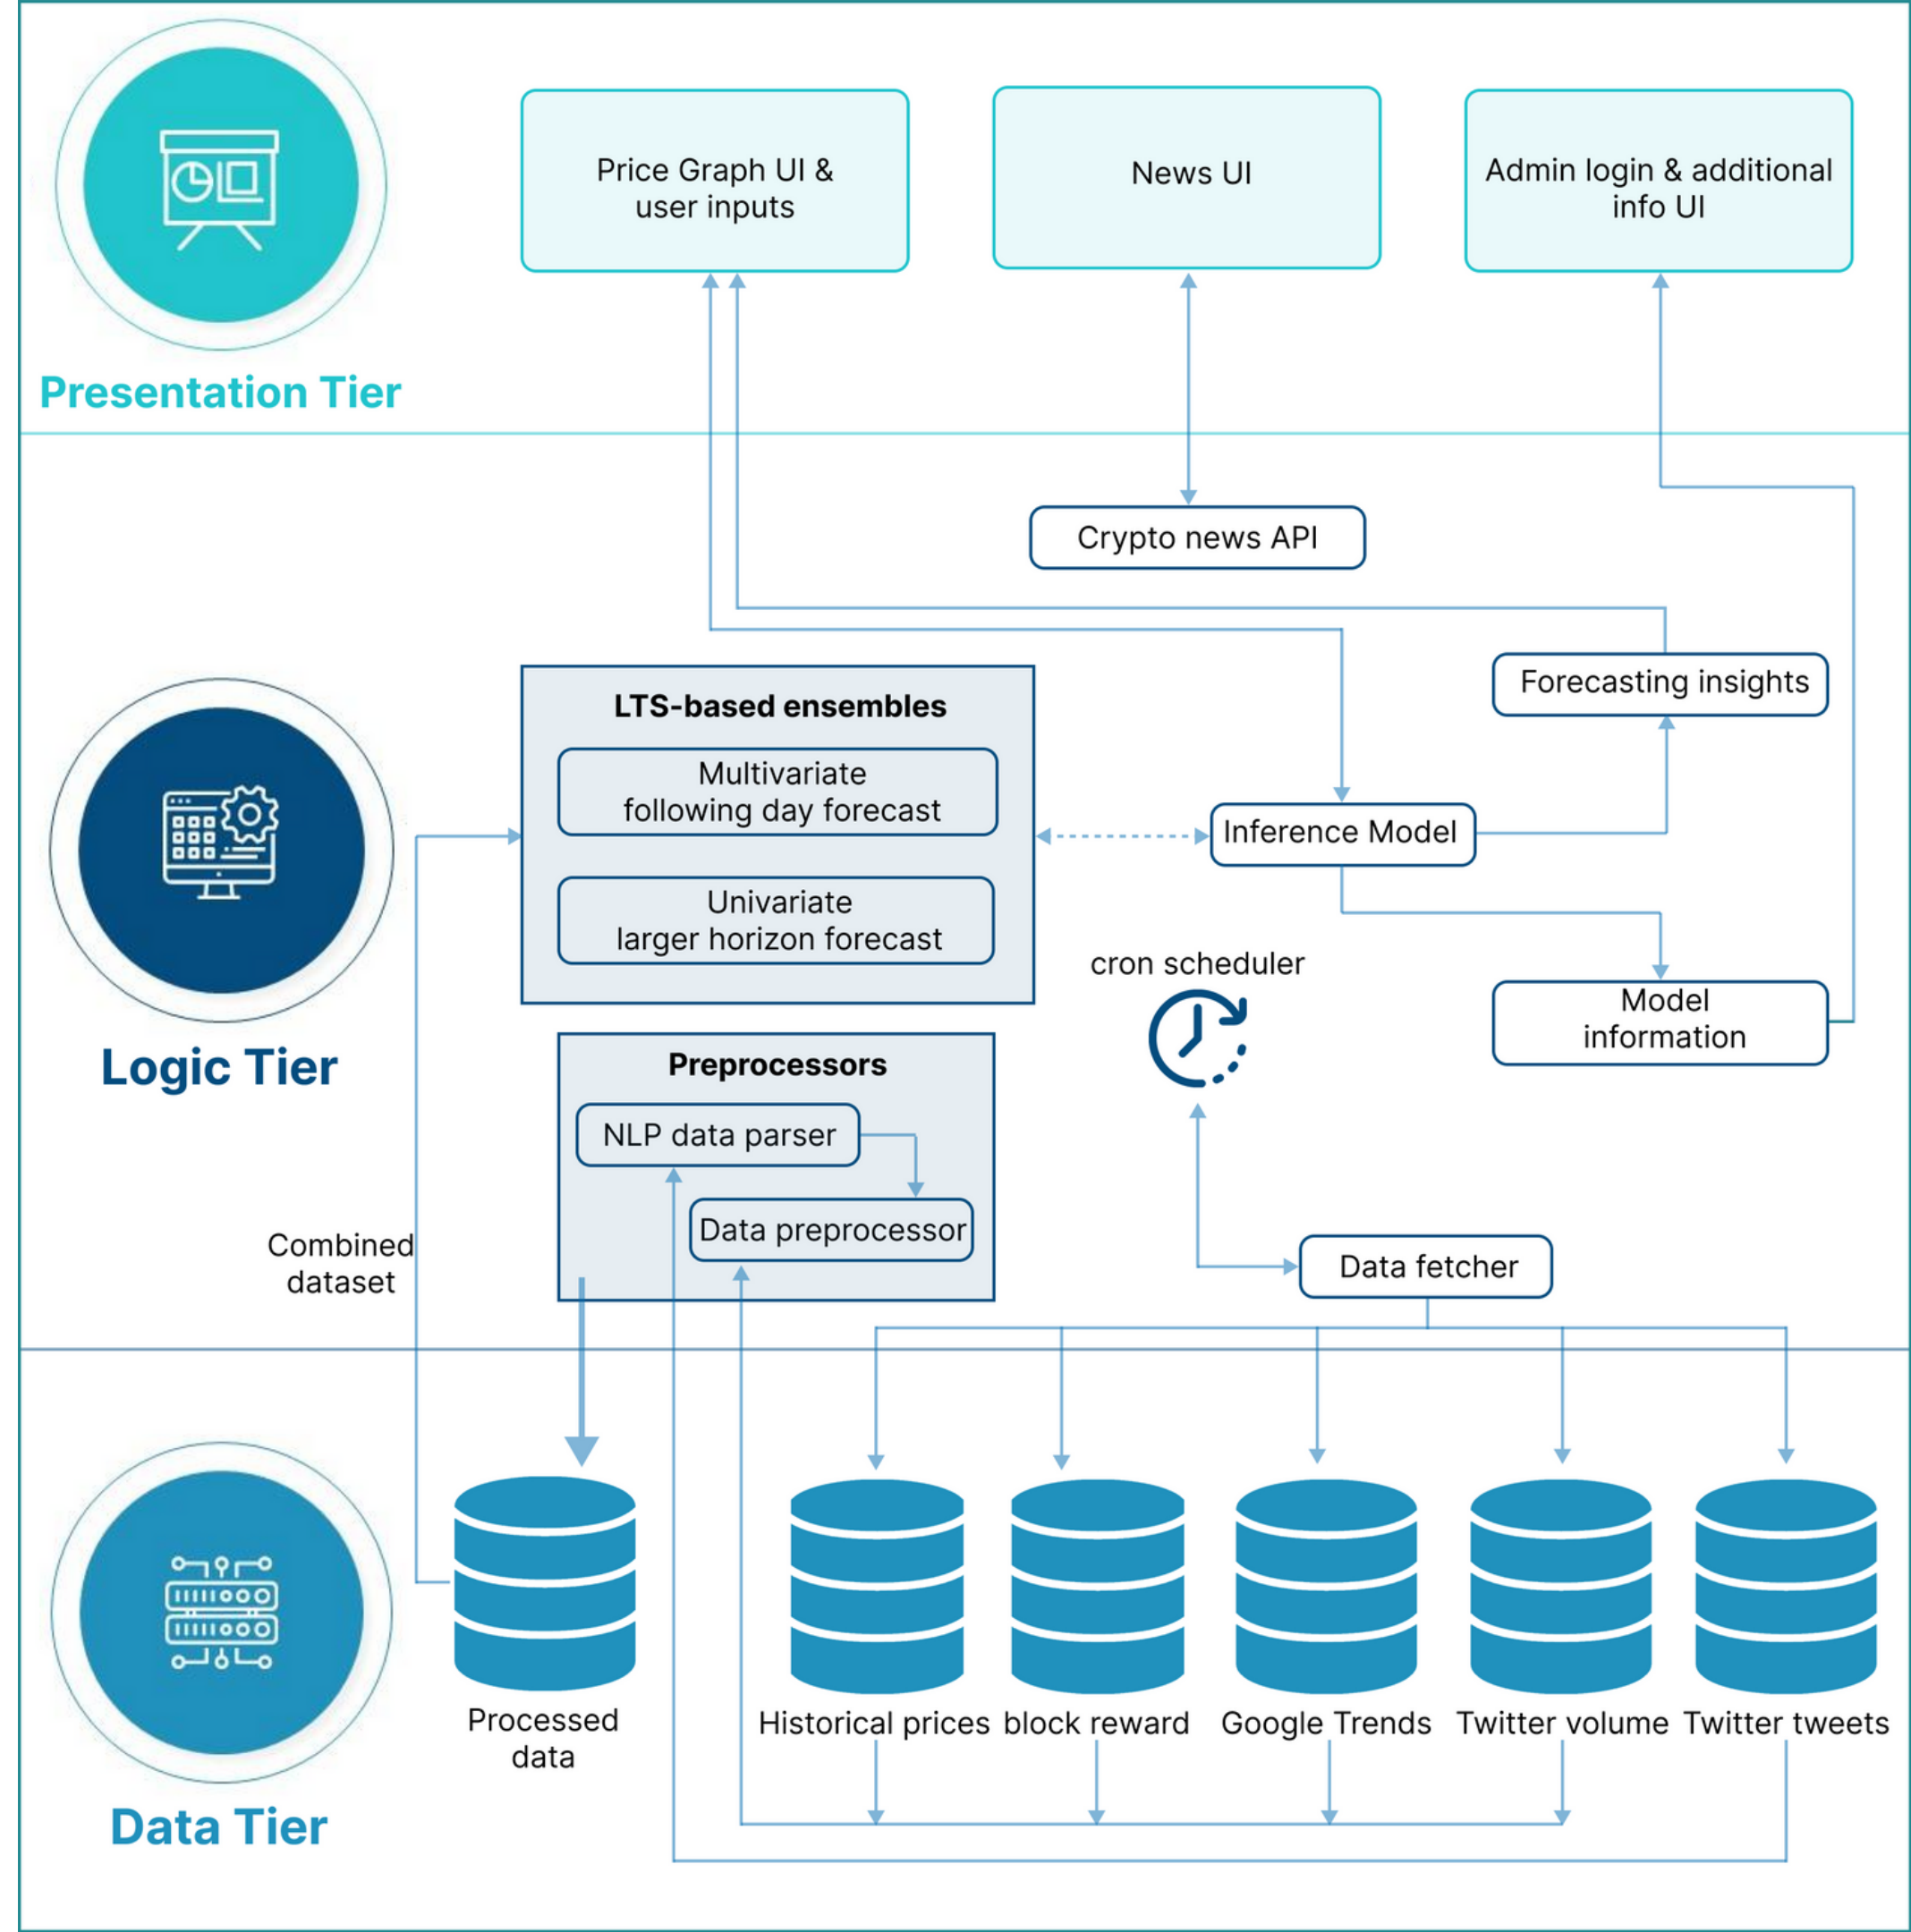 Price Graph UI &
user inputs
News UI
Admin login & additional
info UI
Presentation Tier
Crypto news API
Forecasting insights
LTS-based ensembles
Multivariate
following day forecast
Inference Model
Univariate
larger horizon forecast
cron scheduler
Model
information
Logic Tier
Preprocessors
NLP data parser
Data preprocessor
Combined
dataset
Data fetcher
Processed
data
Historical prices
block reward
Google Trends
Twitter volume
Twitter tweets
Data Tier